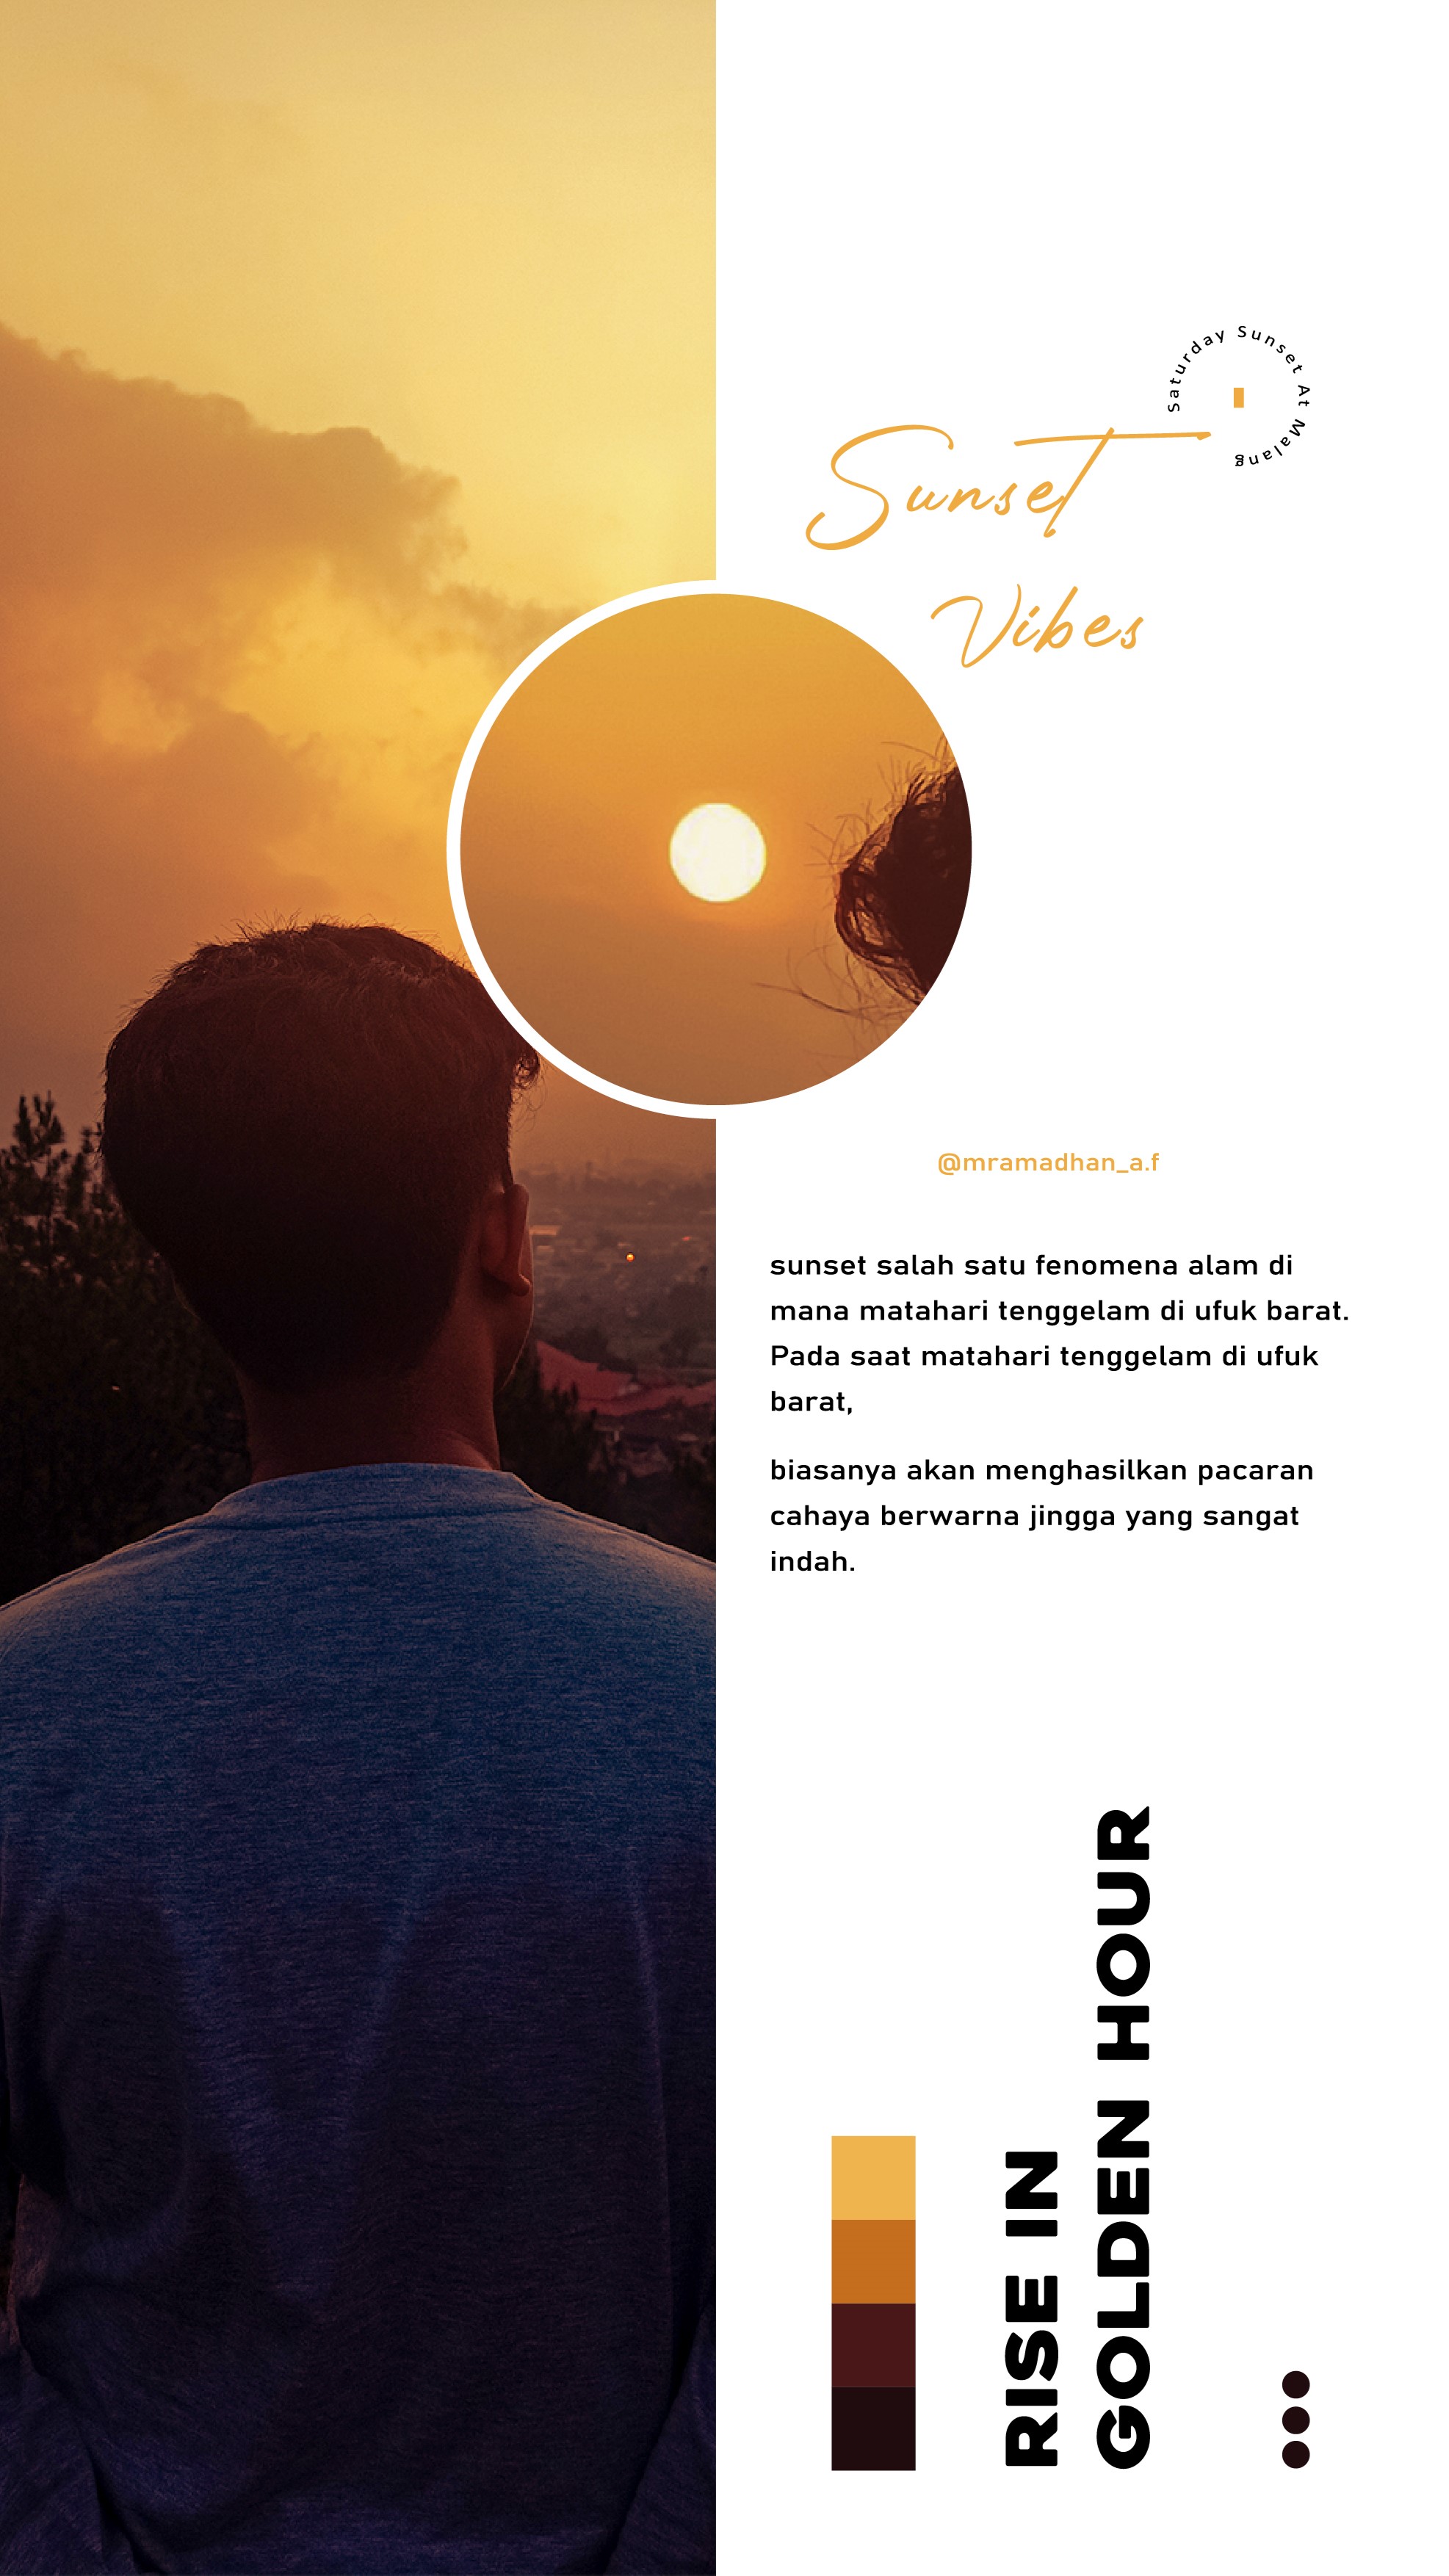 Saturday Sunset At Malang
Sunset
Vibes
@mramadhan_a.f
sunset salah satu fenomena alam di
mana matahari tenggelam di ufuk barat.
Pada saat matahari tenggelam di ufuk
barat,
biasanya akan menghasilkan pacaran
cahaya berwarna jingga yang sangat
indah.
RISE IN
GOLDEN HOUR